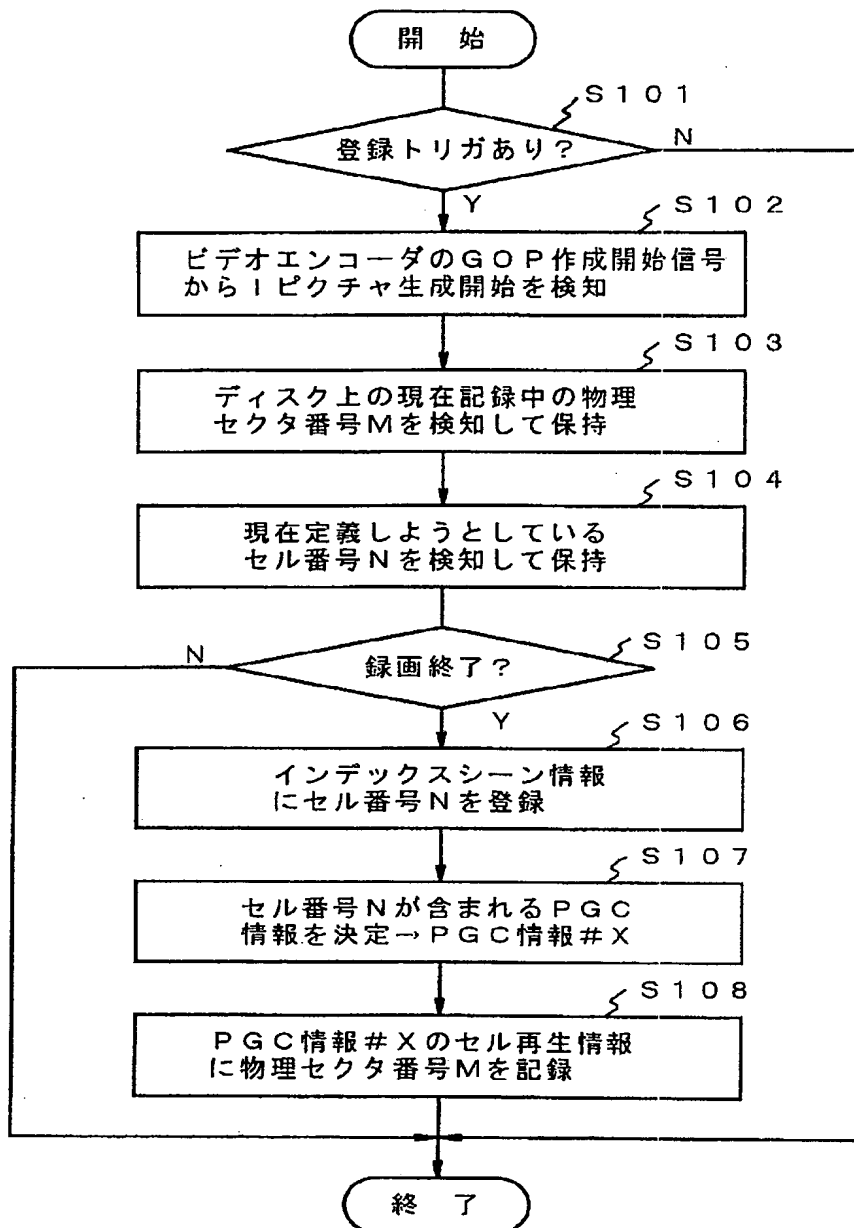 開 始
S101
登録トリガあり?
N
Y
S102
ビデオエンコーダのGOP作成開始信号
からIピクチャ生成開始を検知
S103
ディスク上の現在記録中の物理
セクタ番号Mを検知して保持
S104
現在定義しようとしている
セル番号Nを検知して保持
S105
N
録画終了?
Y
S106
インデックスシーン情報
にセル番号Nを登録
S107
セル番号Nが含まれるPGC
情報を決定→PGC情報#X
S108
PGC情報#Xのセル再生情報
に物理セクタ番号Mを記録
終 了